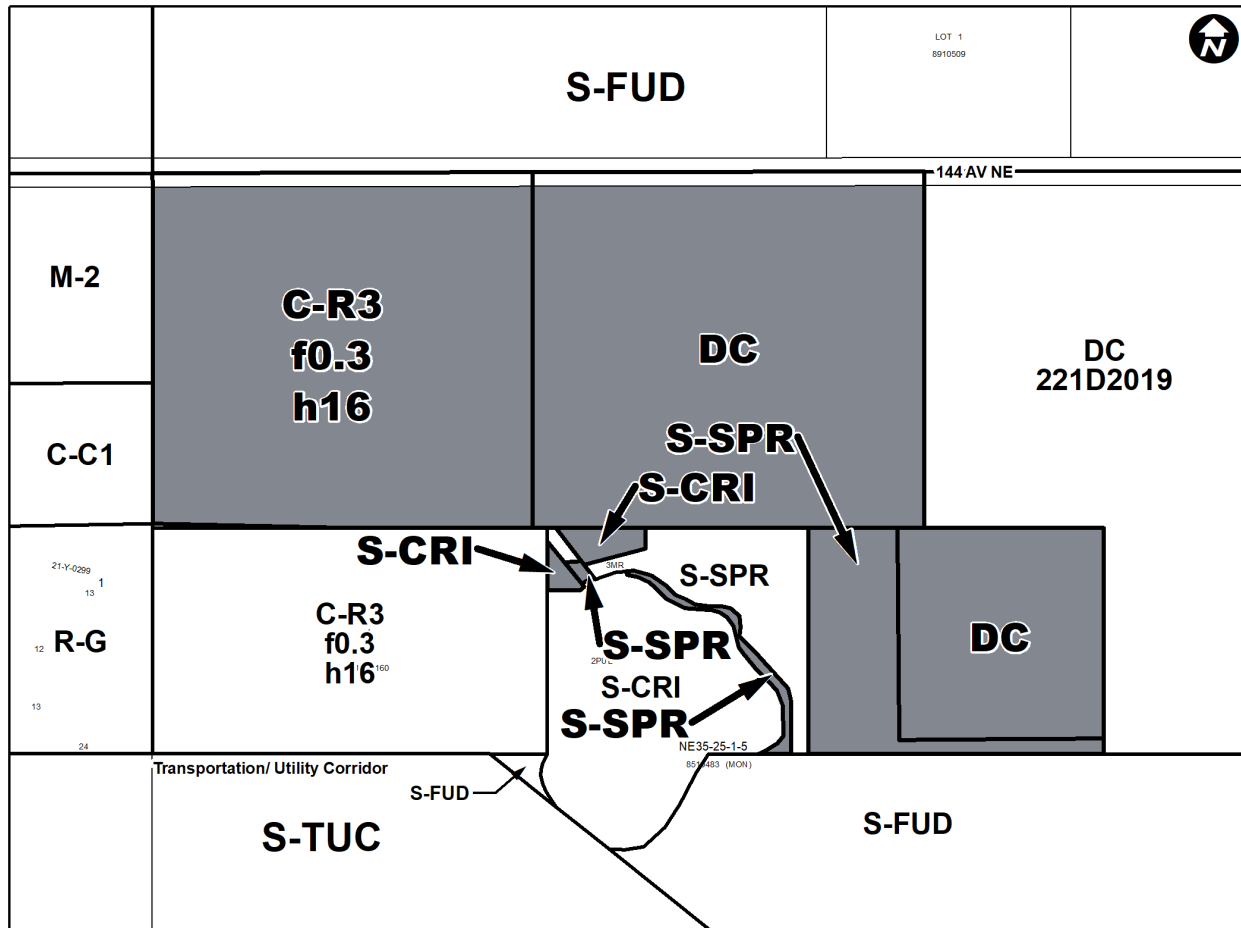 LOT 1
8910509
N
S-FUD
144 AV NE
M-2
C-R3
f0.3
h16
DC
DC
221D2019
C-C1
S-SPR
S-CRI
S-CRI
21-Y-0299
1
13
3MR
S-SPR
C-R3
f0.3
h16
160
12
R-G
S-SPR
DC
S-CRI
S-SPR
13
24
NE35-25-1-5
(MON)
Transportation/ Utility Corridor
S-FUD
S-TUC
S-FUD